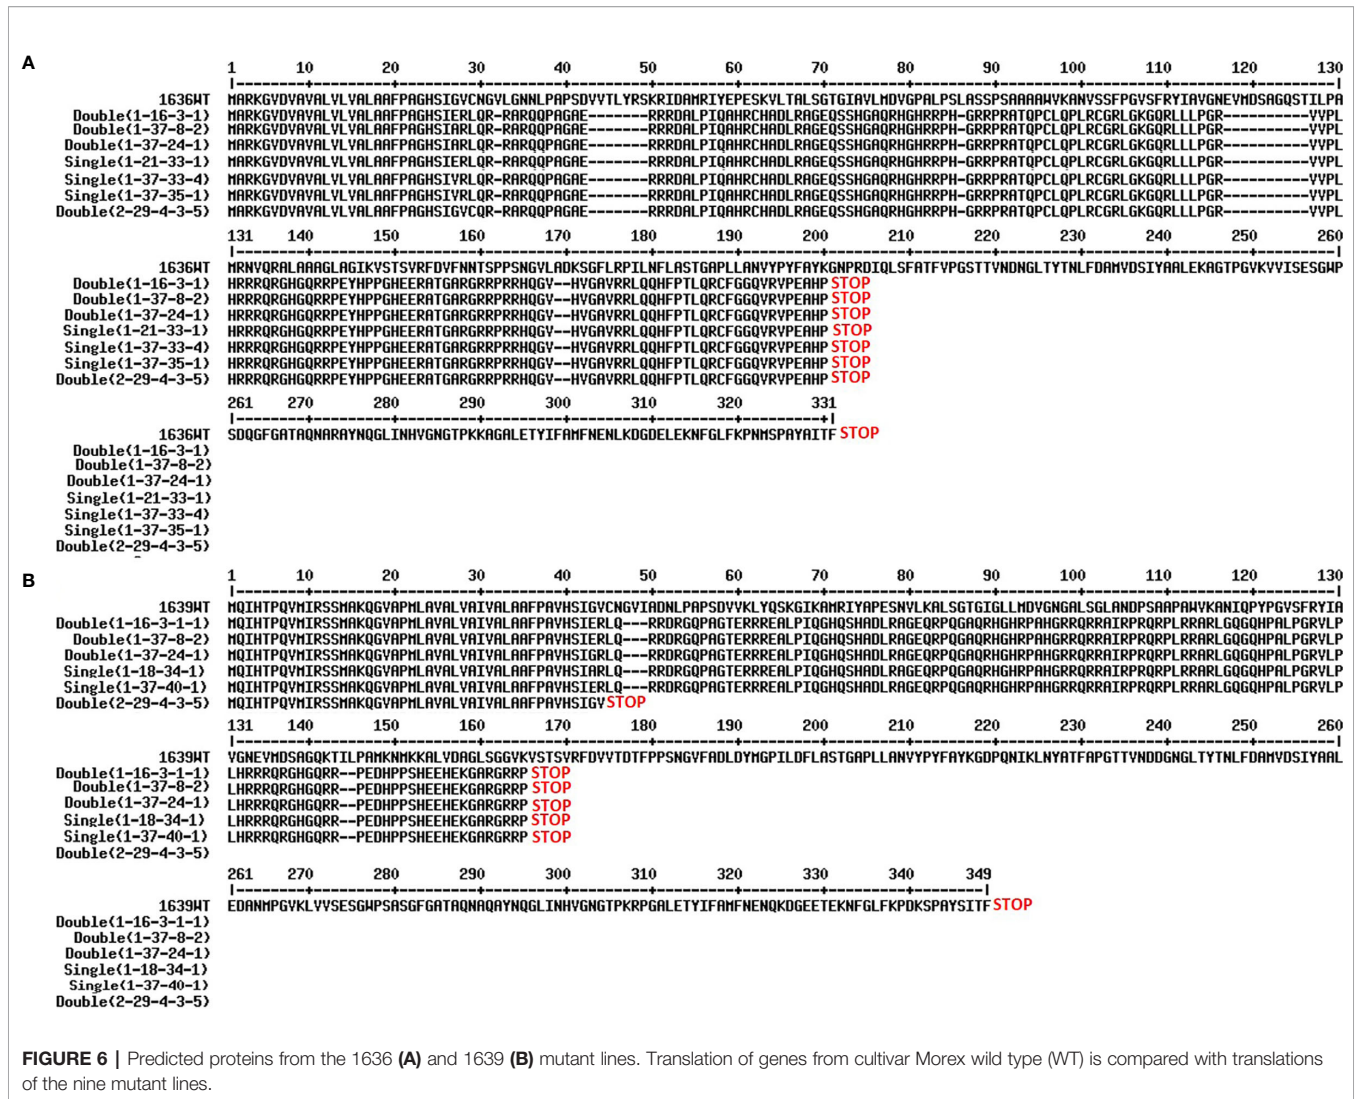 A
1 10 20 30 40 50 60 70 80 90 100 110 120 130
|--------+---------+---------+---------+---------+---------+---------+---------+---------+---------+---------+---------+---------|
1636WT MARKGVDVAVALVLVALAAFPAGHSIGVCNGVLGNNLPAPSDVVTLYRSKRIDAMRIYEPESKVLTALSGTGIAVLMDVGPALPSLASSPSAAAAWVKANVSSFPGVSFRYIAVGNEVMDSAGQSTILPA
Double(1-16-3-1) MARKGVDVAVALVLVALAAFPAGHSIERLQR-RARQQPAGAE-------RRRDALPIQAHRCHADLRAGEQSSHGAQRHGHRRPH-GRRPRATQPCLQPLRCGRLGKGQRLLLPGR----------VVPL
Double(1-37-8-2) MARKGVDVAVALVLVALAAFPAGHSIVRLQR-RARQQPAGAE-------RRRDALPIQAHRCHADLRAGEQSSHGAQRHGHRRPH-GRRPRATQPCLQPLRCGRLGKGQRLLLPGR----------VVPL
Double(1-37-24-1) MARKGVDVAVALVLVALAAFPAGHSIARLQR-RARQQPAGAE-------RRRDALPIQAHRCHADLRAGEQSSHGAQRHGHRRPH-GRRPRATQPCLQPLRCGRLGKGQRLLLPGR----------VVPL
Single(1-21-33-1) MARKGVDVAVALVLVALAAFPAGHSIERLQR-RARQQPAGAE-------RRRDALPIQAHRCHADLRAGEQSSHGAQRHGHRRPH-GRRPRATQPCLQPLRCGRLGKGQRLLLPGR----------VVPL
Single(1-37-33-4) MARKGVDVAVALVLVALAAFPAGHSIVRLQR-RARQQPAGAE-------RRRDALPIQAHRCHADLRAGEQSSHGAQRHGHRRPH-GRRPRATQPCLQPLRCGRLGKGQRLLLPGR----------VVPL
Single(1-37-35-1) MARKGVDVAVALVLVALAAFPAGHSIVRLQR-RARQQPAGAE-------RRRDALPIQAHRCHADLRAGEQSSHGAQRHGHRRPH-GRRPRATQPCLQPLRCGRLGKGQRLLLPGR----------VVPL
Double(2-29-4-3-5) MARKGVDVAVALVLVALAAFPAGHSIGVCQR-RARQQPAGAE-------RRRDALPIQAHRCHADLRAGEQSSHGAQRHGHRRPH-GRRPRATQPCLQPLRCGRLGKGQRLLLPGR----------VVPL
131 140 150 160 170 180 190 200 210 220 230 240 250 260
|--------+---------+---------+---------+---------+---------+---------+---------+---------+---------+---------+---------+---------|
1636WT MRNVQRALAAAGLAGIKVSTSVRFDVFNNTSPPSNGVLADKSGFLRPILNFLASTGAPLLANVYPYFAYKGNPRDIQLSFATFVPGSTTVNDNGLTYTNLFDAMVDSIYAALEKAGTPGVKVVISESGWP
Double(1-16-3-1) HRRRQRGHGQRRPEYHPPGHEERATGARGRRPRRHQGV--HVGAVRRLQQHFPTLQRCFGGQVRVPEAHP STOP
Double(1-37-8-2) HRRRQRGHGQRRPEYHPPGHEERATGARGRRPRRHQGV--HVGAVRRLQQHFPTLQRCFGGQVRVPEAHP STOP
Double(1-37-24-1) HRRRQRGHGQRRPEYHPPGHEERATGARGRRPRRHQGV--HVGAVRRLQQHFPTLQRCFGGQVRVPEAHP STOP
Single(1-21-33-1) HRRRQRGHGQRRPEYHPPGHEERATGARGRRPRRHQGV--HVGAVRRLQQHFPTLQRCFGGQVRVPEAHP STOP
Single(1-37-33-4) HRRRQRGHGQRRPEYHPPGHEERATGARGRRPRRHQGV--HVGAVRRLQQHFPTLQRCFGGQVRVPEAHP STOP
Single(1-37-35-1) HRRRQRGHGQRRPEYHPPGHEERATGARGRRPRRHQGV--HVGAVRRLQQHFPTLQRCFGGQVRVPEAHP STOP
Double(2-29-4-3-5) HRRRQRGHGQRRPEYHPPGHEERATGARGRRPRRHQGV--HVGAVRRLQQHFPTLQRCFGGQVRVPEAHP STOP
261 270 280 290 300 310 320 331
|--------+---------+---------+---------+---------+---------+---------+|
1636WT SDQGFGATAQNARAYNQGLINHVGNGTPKKAGALETYIFAMFNENLKDGDELEKNFGLFKPNMSPAYAITF STOP
Double(1-16-3-1)
Double(1-37-8-2)
Double(1-37-24-1)
Single(1-21-33-1)
Single(1-37-33-4)
Single(1-37-35-1)
Double(2-29-4-3-5)
B
1 10 20 30 40 50 60 70 80 90 100 110 120 130
|--------+---------+---------+---------+---------+---------+---------+---------+---------+---------+---------+---------+---------|
1639WT MQIHTPQVMIRSSMAKQGVAPMLAVALVAIVALAAFPAVHSIGVCNGVIADNLPAPSDVVKLYQSKGIKAMRIYAPESNVLKALSGTGIGLLMDVGNGALSGLANDPSAAPAWVKANIQPYPGVSFRYIA
Double(1-16-3-1-1) MQIHTPQVMIRSSMAKQGVAPMLAVALVAIVALAAFPAVHSIERLQ---RRDRGQPAGTERRREALPIQGHQSHADLRAGEQRPQGAQRHGHRPAHGRRQRRAIRPRQRPLRRARLGQGQHPALPGRVLP
Double(1-37-8-2) MQIHTPQVMIRSSMAKQGVAPMLAVALVAIVALAAFPAVHSIERLQ---RRDRGQPAGTERRREALPIQGHQSHADLRAGEQRPQGAQRHGHRPAHGRRQRRAIRPRQRPLRRARLGQGQHPALPGRVLP
Double(1-37-24-1) MQIHTPQVMIRSSMAKQGVAPMLAVALVAIVALAAFPAVHSIGRLQ---RRDRGQPAGTERRREALPIQGHQSHADLRAGEQRPQGAQRHGHRPAHGRRQRRAIRPRQRPLRRARLGQGQHPALPGRVLP
Single(1-18-34-1) MQIHTPQVMIRSSMAKQGVAPMLAVALVAIVALAAFPAVHSIARLQ---RRDRGQPAGTERRREALPIQGHQSHADLRAGEQRPQGAQRHGHRPAHGRRQRRAIRPRQRPLRRARLGQGQHPALPGRVLP
Single(1-37-40-1) MQIHTPQVMIRSSMAKQGVAPMLAVALVAIVALAAFPAVHSIERLQ---RRDRGQPAGTERRREALPIQGHQSHADLRAGEQRPQGAQRHGHRPAHGRRQRRAIRPRQRPLRRARLGQGQHPALPGRVLP
Double(2-29-4-3-5) MQIHTPQVMIRSSMAKQGVAPMLAVALVAIVALAAFPAVHSIGV STOP
131 140 150 160 170 180 190 200 210 220 230 240 250 260
|--------+---------+---------+---------+---------+---------+---------+---------+---------+---------+---------+---------+---------|
1639WT VGNEVMDSAGQKTILPAMKNMKKALVDAGLSGGVKVSTSVRFDVVTDTFPPSNGVFADLDYMGPILDFLASTGAPLLANVYPYFAYKGDPQNIKLNYATFAPGTTVNDDGNGLTYTNLFDAMVDSIYAAL
Double(1-16-3-1-1) LHRRRQRGHGQRR--PEDHPPSHEEHEKGARGRRP STOP
Double(1-37-8-2) LHRRRQRGHGQRR--PEDHPPSHEEHEKGARGRRP STOP
Double(1-37-24-1) LHRRRQRGHGQRR--PEDHPPSHEEHEKGARGRRP STOP
Single(1-18-34-1) LHRRRQRGHGQRR--PEDHPPSHEEHEKGARGRRP STOP
Single(1-37-40-1) LHRRRQRGHGQRR--PEDHPPSHEEHEKGARGRRP STOP
Double(2-29-4-3-5)
261 270 280 290 300 310 320 330 340 349
|--------+---------+---------+---------+---------+---------+---------+---------+--------|
1639WT EDANMPGVKLVVSESGWPSASGFGATAQNAQAYNQGLINHVGNGTPKRPGALETYIFAMFNENQKDGEETEKNFGLFKPDKSPAYSITF STOP
Double(1-16-3-1-1)
Double(1-37-8-2)
Double(1-37-24-1)
Single(1-18-34-1)
Single(1-37-40-1)
Double(2-29-4-3-5)
FIGURE 6 | Predicted proteins from the 1636 (A) and 1639 (B) mutant lines. Translation of genes from cultivar Morex wild type (WT) is compared with translations
of the nine mutant lines.